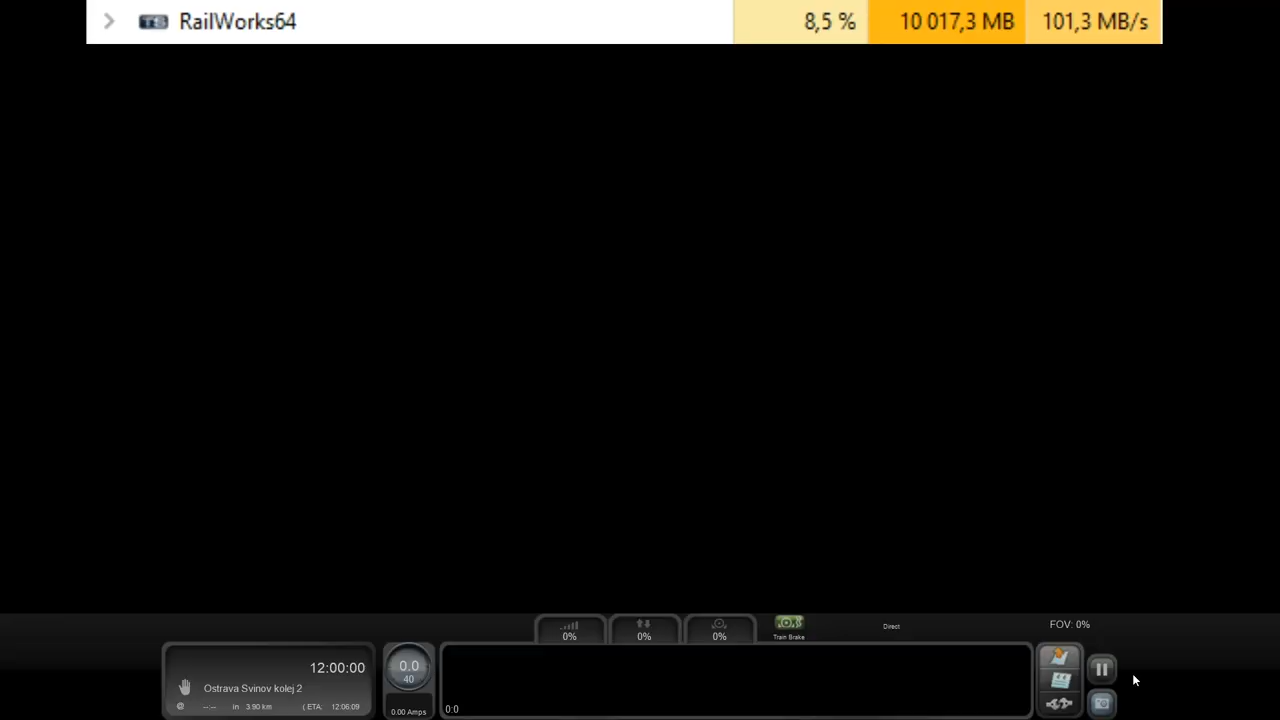 TS RailWorks64 8,5 % 10 017,3 MB 101,3 MB/s
0% 0% 0% Train Brake Direct FOV: 0%
12:00:00
Ostrava Svinov kolej 2
@ --:-- in 3.90 km ( ETA: 12:06:09
0.0
40
0.00 Amps
0:0